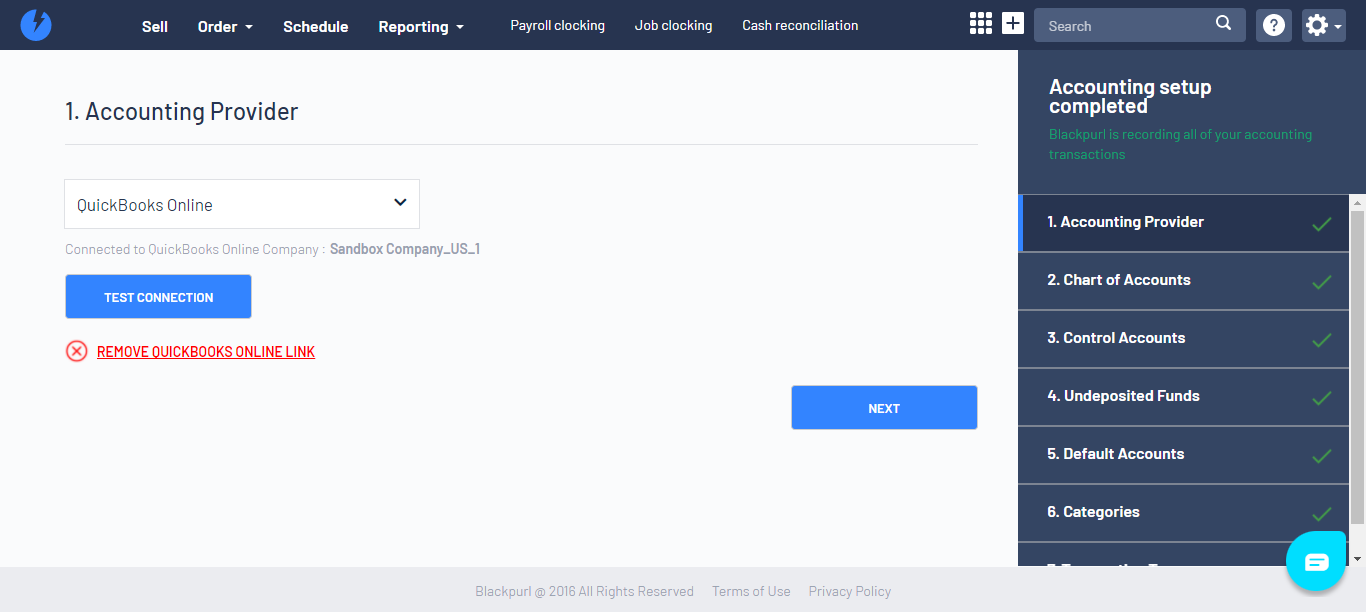 Sell Order Schedule Reporting Payroll clocking Job clocking Cash reconciliation Search
1. Accounting Provider
QuickBooks Online
Connected to QuickBooks Online Company : Sandbox Company_US_1
TEST CONNECTION
REMOVE QUICKBOOKS ONLINE LINK
NEXT
Accounting setup
completed
Blackpurl is recording all of your accounting
transactions
1. Accounting Provider
2. Chart of Accounts
3. Control Accounts
4. Undeposited Funds
5. Default Accounts
6. Categories
Blackpurl @ 2016 All Rights Reserved Terms of Use Privacy Policy